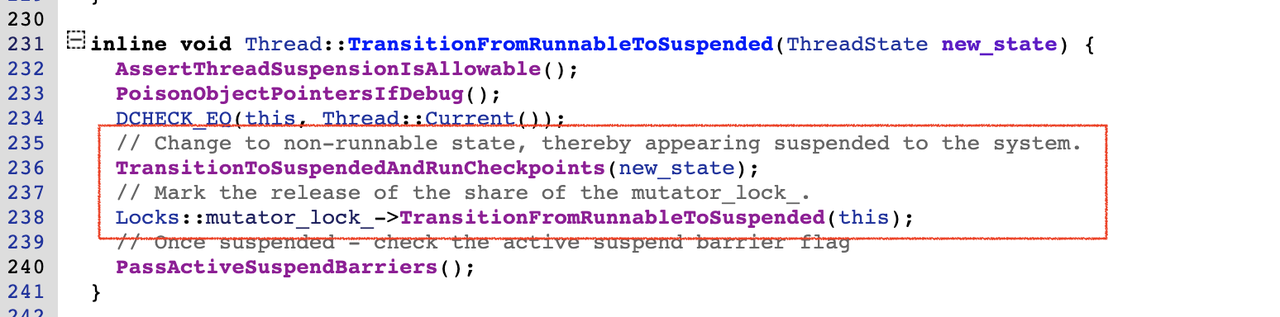 230
231 inline void Thread::TransitionFromRunnableToSuspended(ThreadState new_state) {
232 AssertThreadSuspensionIsAllowable();
233 PoisonObjectPointersIfDebug();
234 DCHECK_EQ(this, Thread::Current());
235 // Change to non-runnable state, thereby appearing suspended to the system.
236 TransitionToSuspendedAndRunCheckpoints(new_state);
237 // Mark the release of the share of the mutator_lock_.
238 Locks::mutator_lock_->TransitionFromRunnableToSuspended(this);
239 // Once suspended - check the active suspend barrier flag
240 PassActiveSuspendBarriers();
241 }
242